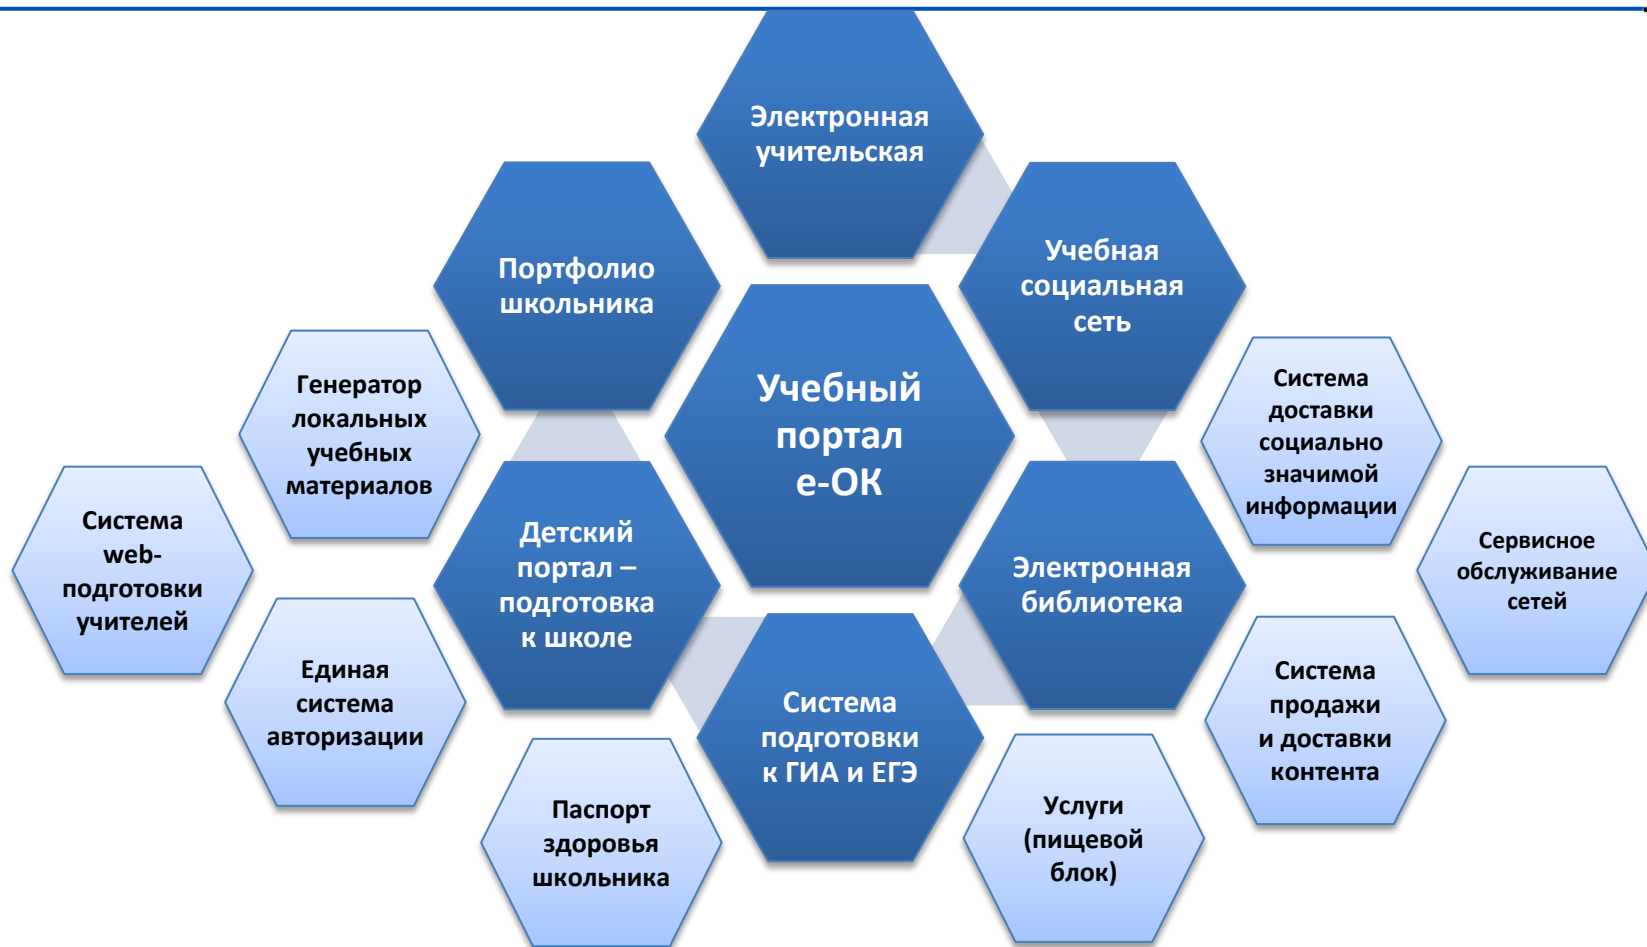 Электронная
учительская
Портфолио
школьника
Учебная
социальная
сеть
Учебный
портал
е-ОК
Генератор
локальных
учебных
материалов
Система
доставки
социально
значимой
информации
Система
web-
подготовки
учителей
Детский
портал –
подготовка
к школе
Электронная
библиотека
Сервисное
обслуживание
сетей
Единая
система
авторизации
Система
подготовки
к ГИА и ЕГЭ
Система
продажи
и доставки
контента
Паспорт
здоровья
школьника
Услуги
(пищевой
блок)